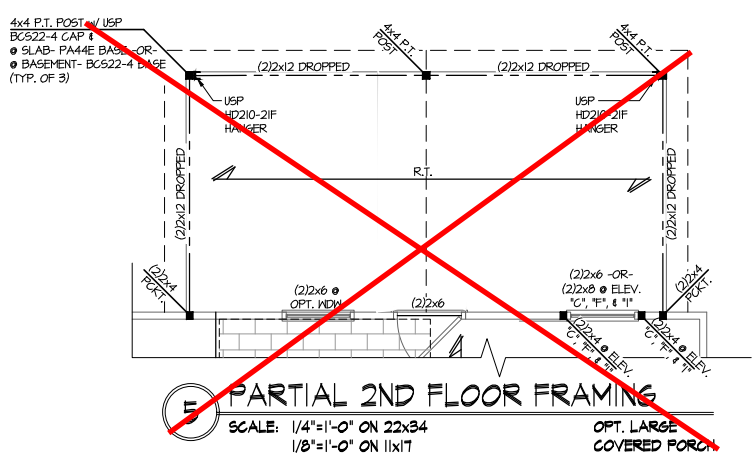 4x4 P.T. POST w/ USP
BCS22-4 CAP &
@ SLAB- PA44E BASE -OR-
@ BASEMENT- BCS22-4 BASE
(TYP. OF 3)
4x4 P.T.
POST
4x4 P.T.
POST
(2)2x12 DROPPED
(2)2x12 DROPPED
USP
HD210-2IF
HANGER
USP
HD210-2IF
HANGER
(2)2x12 DROPPED
(2)2x12 DROPPED
R.T.
(2)2x4
PCKT.
(2)2x6 @
OPT. WDW
(2)2x6
(2)2x6 -OR-
(2)2x8 @ ELEV.
"C", "F", & "I"
(2)2x4
PCKT.
(2)2x4 @ ELEV.
"C", "F", & "I"
(2)2x4 @ ELEV.
"C", "F", & "I"
5
PARTIAL 2ND FLOOR FRAMING
SCALE: 1/4"=1'-0" ON 22x34
1/8"=1'-0" ON 11x17
OPT. LARGE
COVERED PORCH